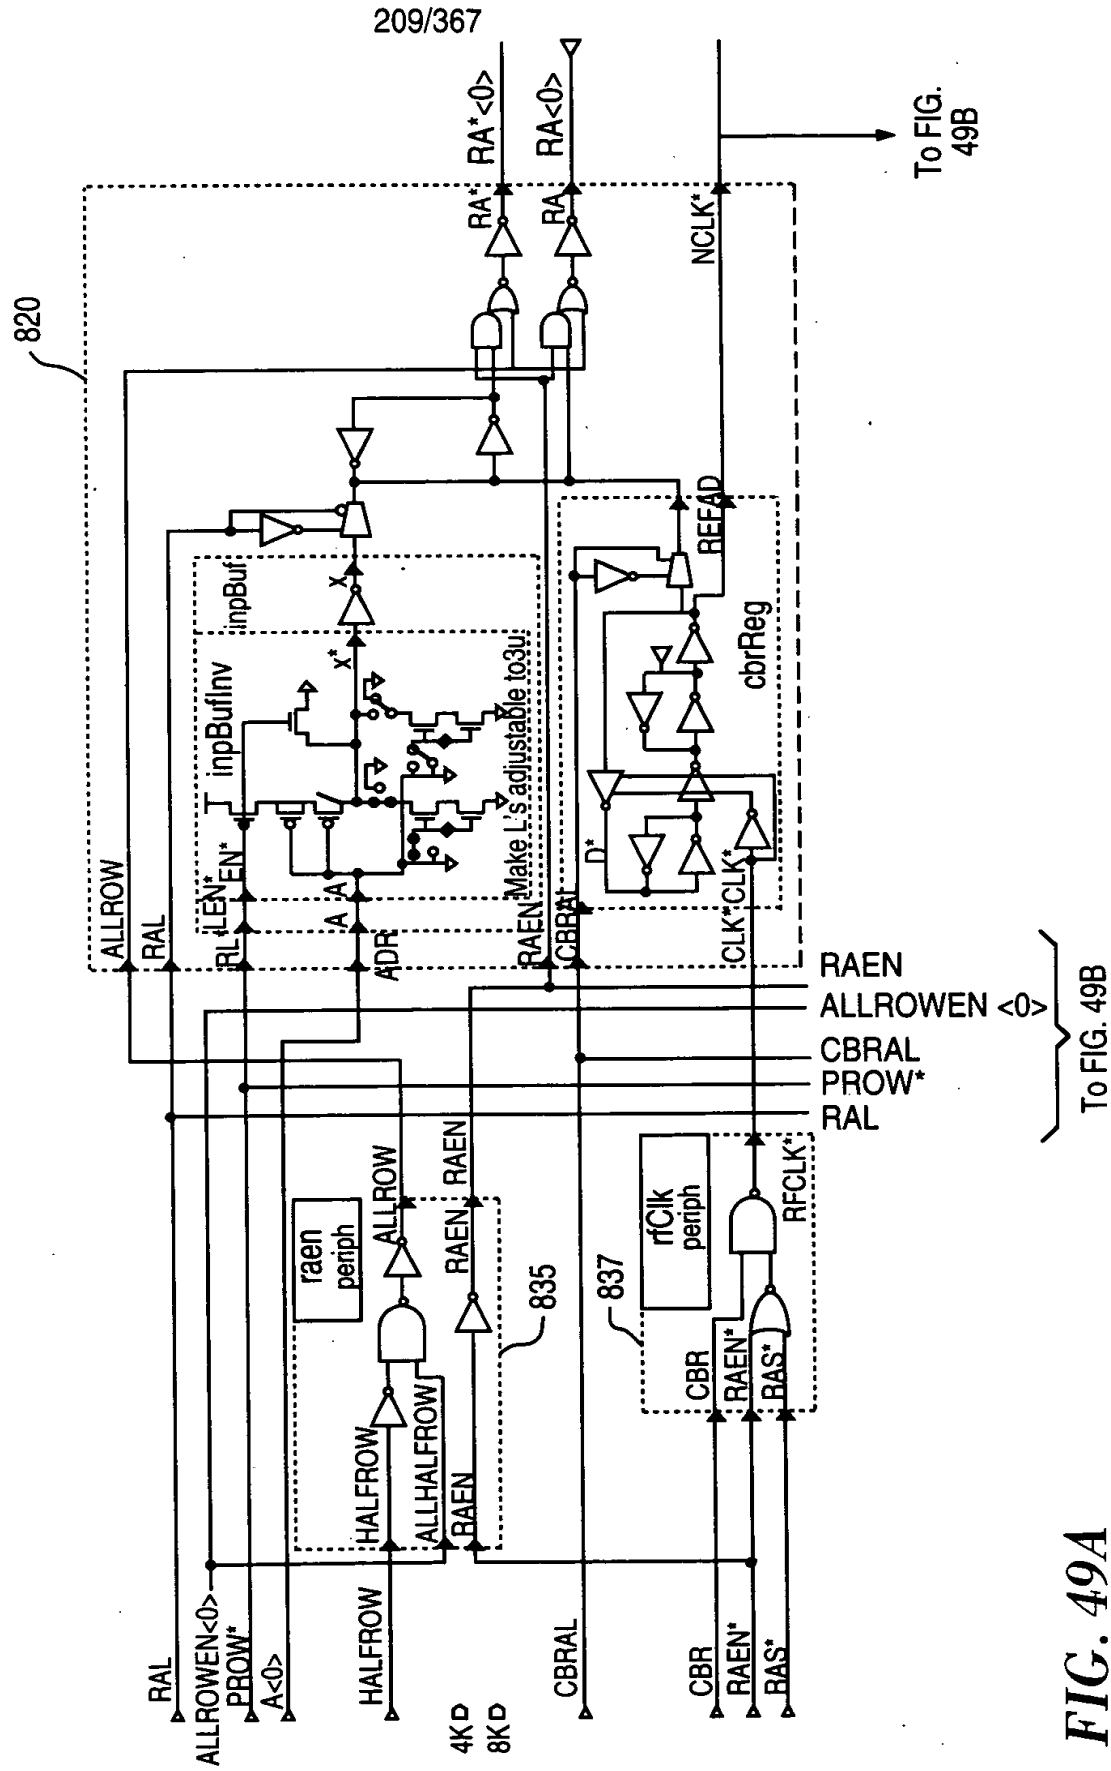 209/367
820
RA*<0>
RA<0>
RA*
RA
NCLK*
To FIG.
49B
ALLROW
RAL
RL*
LEN*
EN*
A
A
ADR
inpBufInv
inpBuf
x*
x
Make L's adjustable to3u
RAEN
CBRAL
D*
CLK*
CLK*
cbrReg
REFAD
RAEN
ALLROWEN <0>
CBRAL
PROW*
RAL
To FIG. 49B
raen
periph
ALLROW
RAEN
RAEN
HALFROW
ALLHALFROW
RAEN
835
837
rfClk
periph
RFCLK*
CBR
RAEN*
RAS*
RAL
ALLROWEN<0>
PROW*
A<0>
HALFROW
4K
8K
CBRAL
CBR
RAEN*
RAS*
FIG. 49A